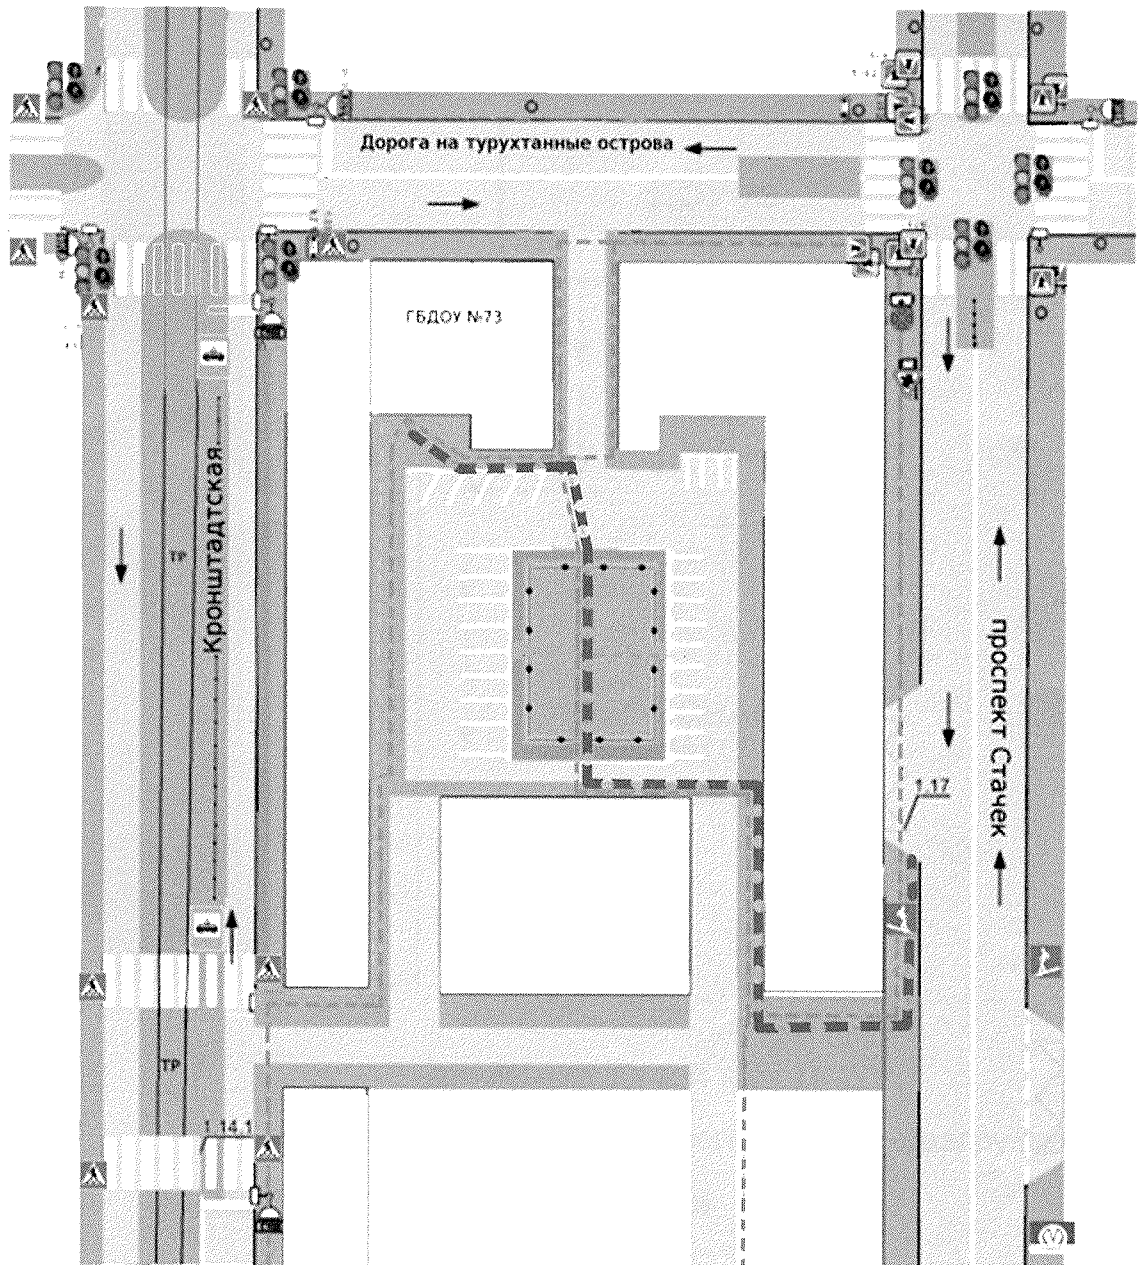 Дорога на турухтанные острова
ГБДОУ №73
Кронштадтская
ТР
проспект Стачек
1.17
ТР
1.14.1